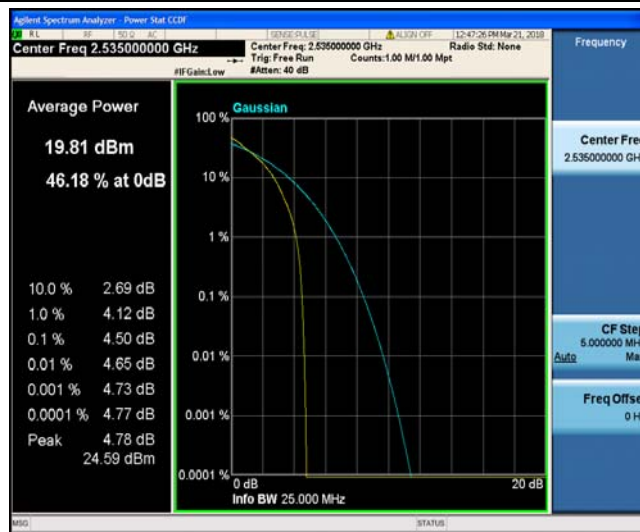 Agilent Spectrum Analyzer - Power Stat CCDF
RL RF 50 Ω AC SENSE:PULSE ALIGN OFF 12:47:26 PM Mar 21, 2018
Center Freq 2.535000000 GHz
Center Freq: 2.535000000 GHz Radio Std: None
Trig: Free Run Counts:1.00 M/1.00 Mpt
#IFGain:Low #Atten: 40 dB
Frequency
Average Power
19.81 dBm
46.18 % at 0dB
10.0 % 2.69 dB
1.0 % 4.12 dB
0.1 % 4.50 dB
0.01 % 4.65 dB
0.001 % 4.73 dB
0.0001 % 4.77 dB
Peak 4.78 dB
24.59 dBm
Gaussian
100 %
10 %
1 %
0.1 %
0.01 %
0.001 %
0.0001 %
0 dB 20 dB
Info BW 25.000 MHz
Center Fre
2.535000000 GH
CF Step
5.000000 MH
Auto Ma
Freq Offse
0 H
MSG STATUS